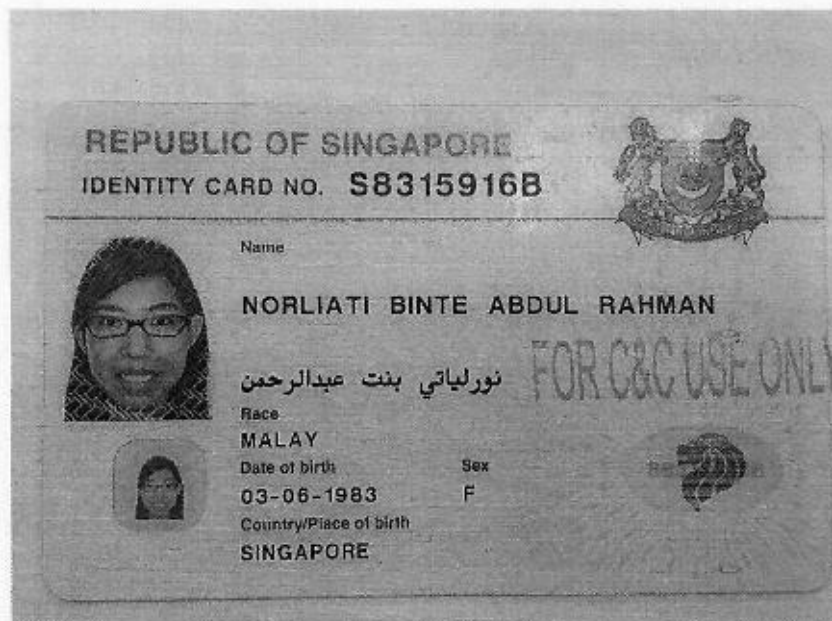 REPUBLIC OF SINGAPORE
IDENTITY CARD NO. S8315916B
Name
NORLIATI BINTE ABDUL RAHMAN
نورلياتي بنت عبدالرحمن
FOR C&C USE ONLY
Race
MALAY
Date of birth Sex
03-06-1983 F
Country/Place of birth
SINGAPORE